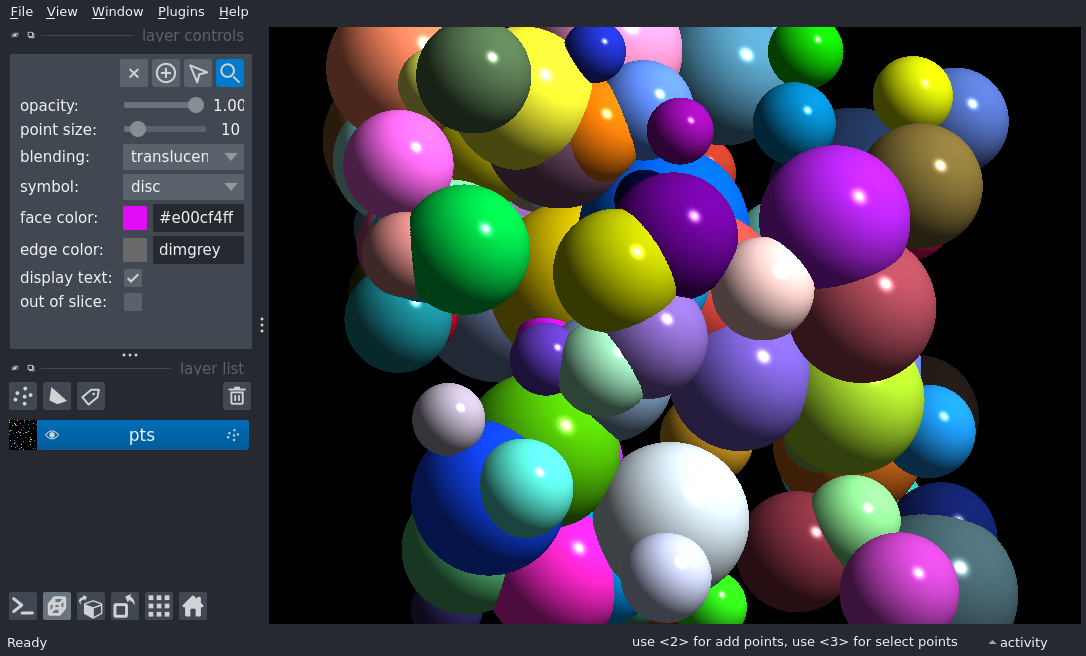 File View Window Plugins Help
layer controls
opacity: 1.00
point size: 10
blending: translucen
symbol: disc
face color: #e00cf4ff
edge color: dimgrey
display text:
out of slice:
layer list
pts
Ready use <2> for add points, use <3> for select points activity